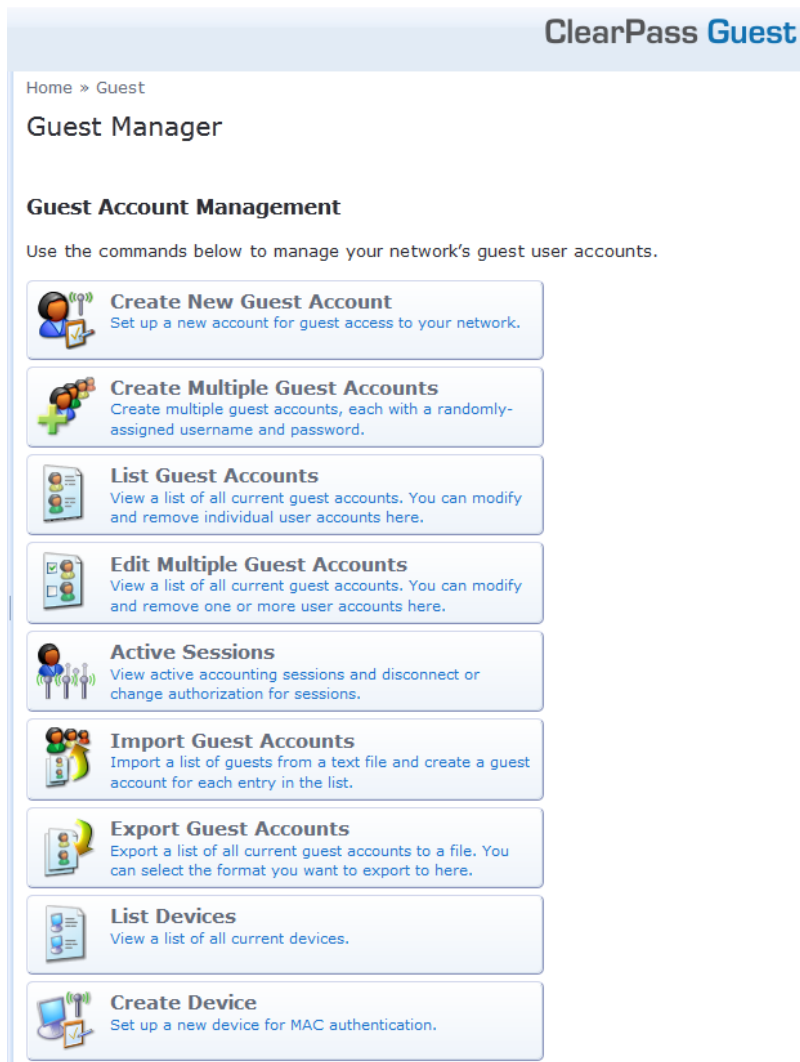 ClearPass Guest
Home » Guest
Guest Manager
Guest Account Management
Use the commands below to manage your network’s guest user accounts.
Create New Guest Account
Set up a new account for guest access to your network.
Create Multiple Guest Accounts
Create multiple guest accounts, each with a randomly-
assigned username and password.
List Guest Accounts
View a list of all current guest accounts. You can modify
and remove individual user accounts here.
Edit Multiple Guest Accounts
View a list of all current guest accounts. You can modify
and remove one or more user accounts here.
Active Sessions
View active accounting sessions and disconnect or
change authorization for sessions.
Import Guest Accounts
Import a list of guests from a text file and create a guest
account for each entry in the list.
Export Guest Accounts
Export a list of all current guest accounts to a file. You
can select the format you want to export to here.
List Devices
View a list of all current devices.
Create Device
Set up a new device for MAC authentication.